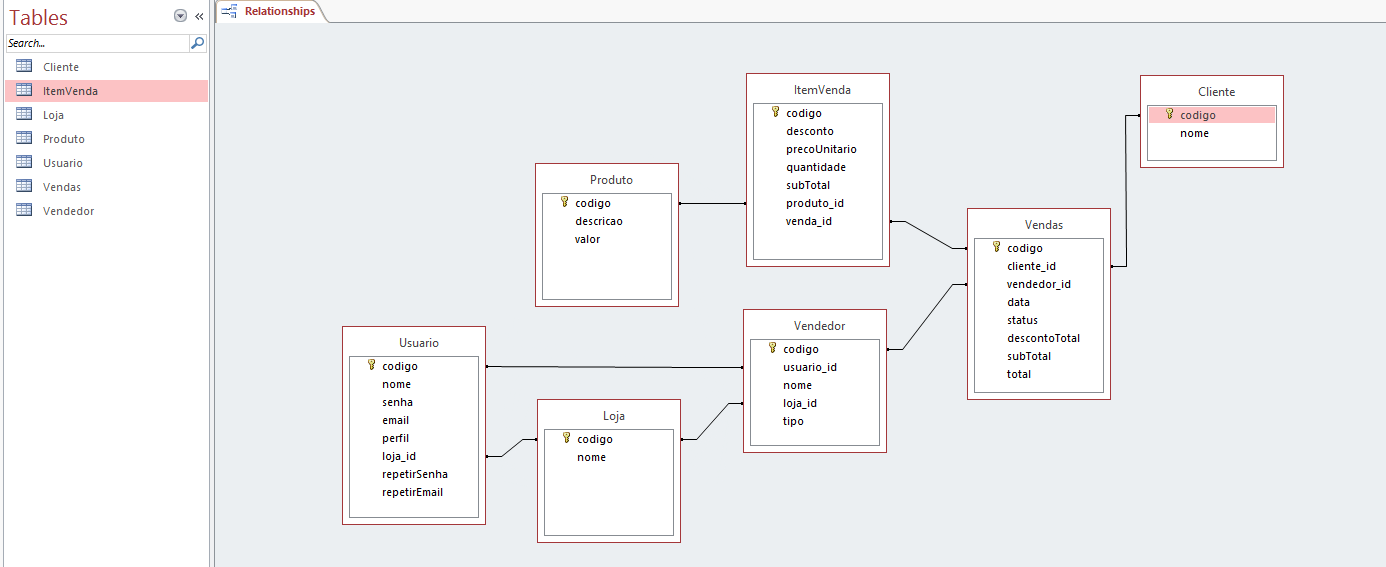 Tables
Search...
Cliente
ItemVenda
Loja
Produto
Usuario
Vendas
Vendedor
Relationships
ItemVenda
codigo
desconto
precoUnitario
quantidade
subTotal
produto_id
venda_id
Cliente
codigo
nome
Produto
codigo
descricao
valor
Vendas
codigo
cliente_id
vendedor_id
data
status
descontoTotal
subTotal
total
Usuario
codigo
nome
senha
email
perfil
loja_id
repetirSenha
repetirEmail
Vendedor
codigo
usuario_id
nome
loja_id
tipo
Loja
codigo
nome